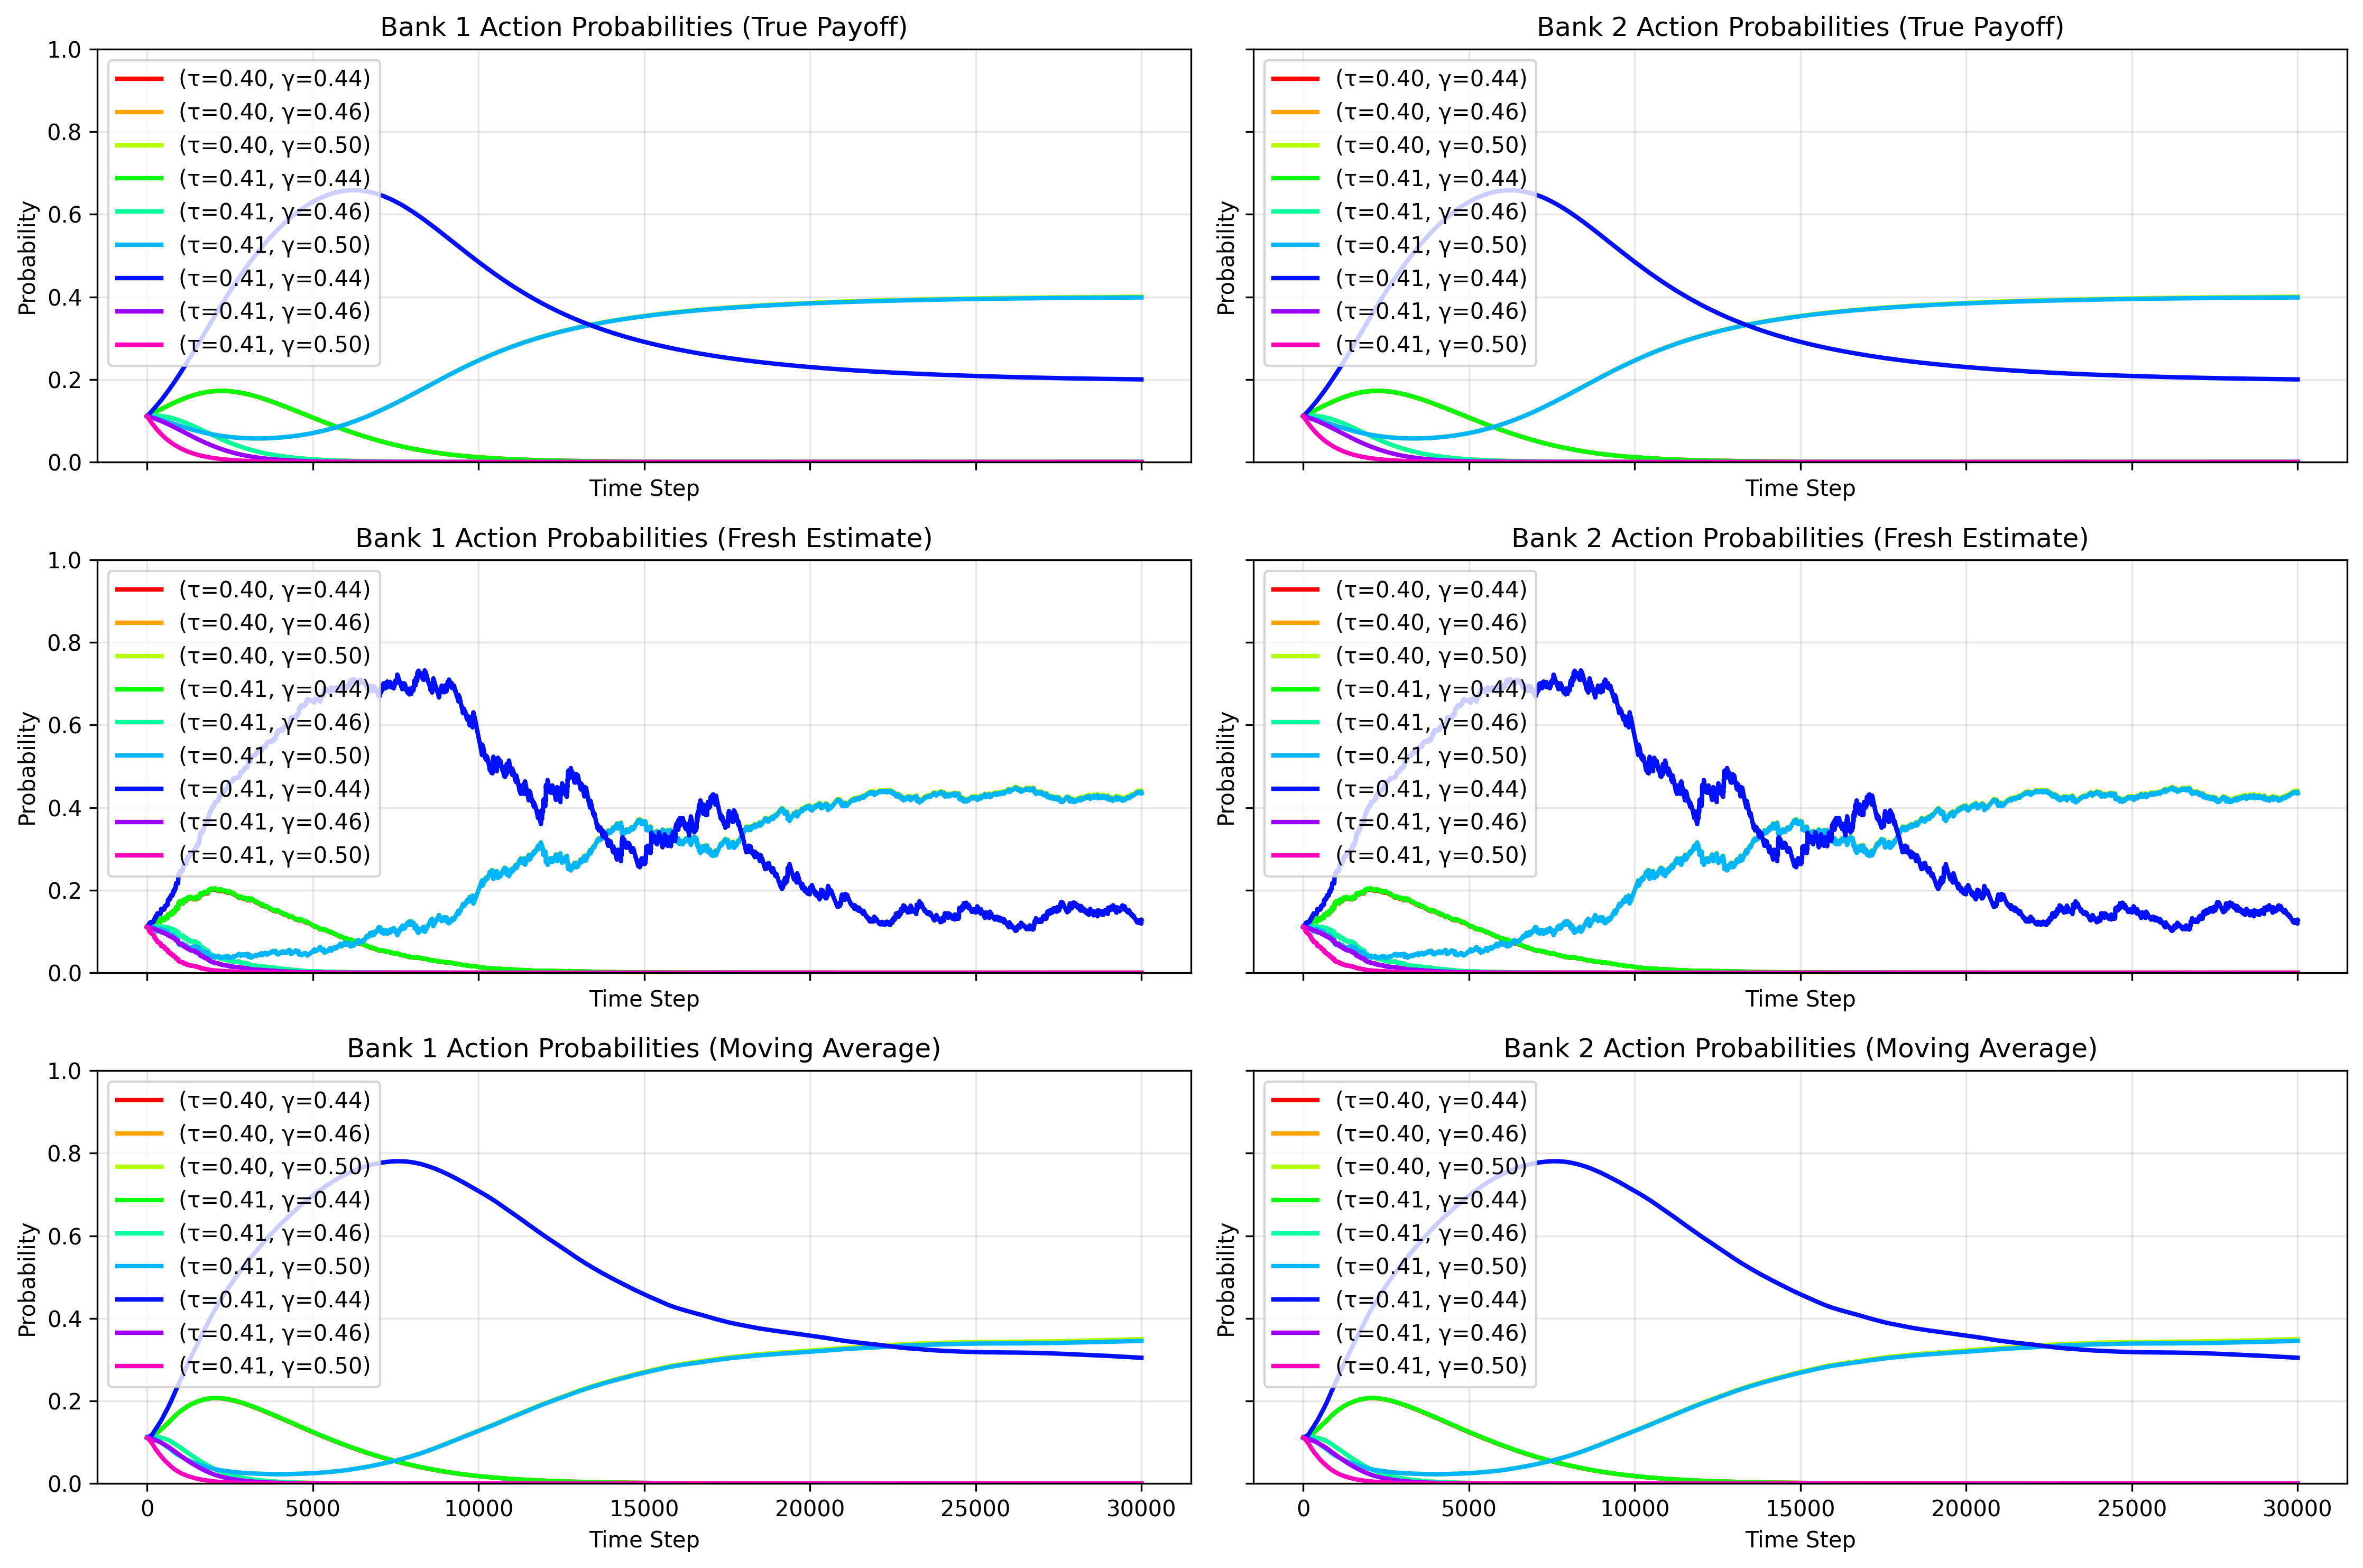 Bank 1 Action Probabilities (True Payoff)
1.0
0.8
0.6
0.4
0.2
0.0
Probability
(τ=0.40, γ=0.44)
(τ=0.40, γ=0.46)
(τ=0.40, γ=0.50)
(τ=0.41, γ=0.44)
(τ=0.41, γ=0.46)
(τ=0.41, γ=0.50)
(τ=0.41, γ=0.44)
(τ=0.41, γ=0.46)
(τ=0.41, γ=0.50)
Time Step
Bank 2 Action Probabilities (True Payoff)
Probability
(τ=0.40, γ=0.44)
(τ=0.40, γ=0.46)
(τ=0.40, γ=0.50)
(τ=0.41, γ=0.44)
(τ=0.41, γ=0.46)
(τ=0.41, γ=0.50)
(τ=0.41, γ=0.44)
(τ=0.41, γ=0.46)
(τ=0.41, γ=0.50)
Time Step
Bank 1 Action Probabilities (Fresh Estimate)
1.0
0.8
0.6
0.4
0.2
0.0
Probability
(τ=0.40, γ=0.44)
(τ=0.40, γ=0.46)
(τ=0.40, γ=0.50)
(τ=0.41, γ=0.44)
(τ=0.41, γ=0.46)
(τ=0.41, γ=0.50)
(τ=0.41, γ=0.44)
(τ=0.41, γ=0.46)
(τ=0.41, γ=0.50)
Time Step
Bank 2 Action Probabilities (Fresh Estimate)
Probability
(τ=0.40, γ=0.44)
(τ=0.40, γ=0.46)
(τ=0.40, γ=0.50)
(τ=0.41, γ=0.44)
(τ=0.41, γ=0.46)
(τ=0.41, γ=0.50)
(τ=0.41, γ=0.44)
(τ=0.41, γ=0.46)
(τ=0.41, γ=0.50)
Time Step
Bank 1 Action Probabilities (Moving Average)
1.0
0.8
0.6
0.4
0.2
0.0
Probability
(τ=0.40, γ=0.44)
(τ=0.40, γ=0.46)
(τ=0.40, γ=0.50)
(τ=0.41, γ=0.44)
(τ=0.41, γ=0.46)
(τ=0.41, γ=0.50)
(τ=0.41, γ=0.44)
(τ=0.41, γ=0.46)
(τ=0.41, γ=0.50)
0 5000 10000 15000 20000 25000 30000
Time Step
Bank 2 Action Probabilities (Moving Average)
Probability
(τ=0.40, γ=0.44)
(τ=0.40, γ=0.46)
(τ=0.40, γ=0.50)
(τ=0.41, γ=0.44)
(τ=0.41, γ=0.46)
(τ=0.41, γ=0.50)
(τ=0.41, γ=0.44)
(τ=0.41, γ=0.46)
(τ=0.41, γ=0.50)
0 5000 10000 15000 20000 25000 30000
Time Step